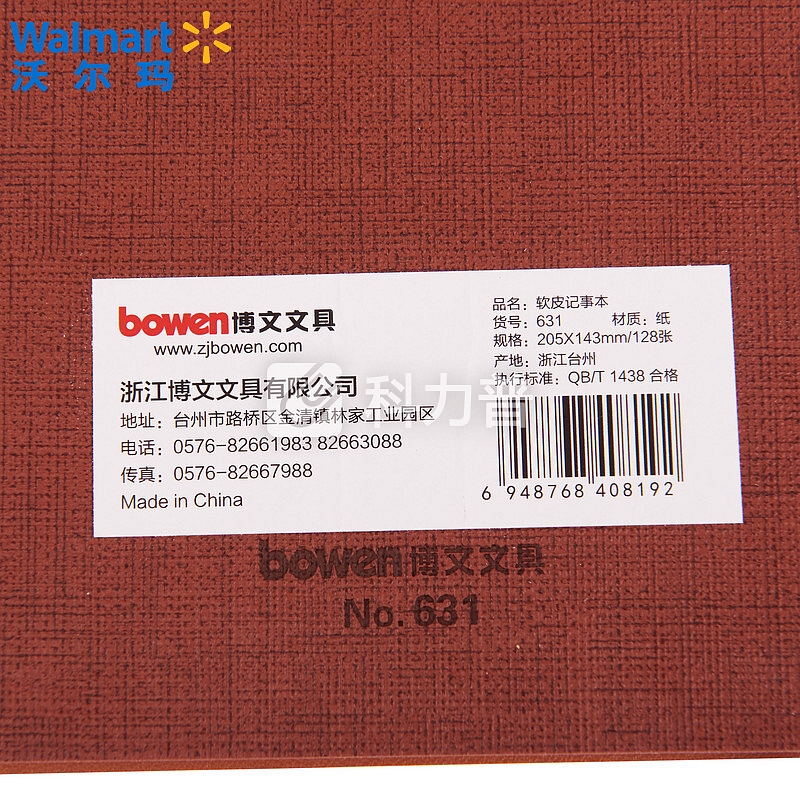 Walmart
沃尔玛
bowen博文文具
www.zjbowen.com
浙江博文文具有限公司
地址：台州市路桥区金清镇林家工业园区
电话：0576-82661983 82663088
传真：0576-82667988
Made in China
品名：软皮记事本
货号：631 材质：纸
规格：205X143mm/128张
产地：浙江台州
执行标准：QB/T 1438 合格
6 948768 408192
科力普
bowen博文文具
No. 631